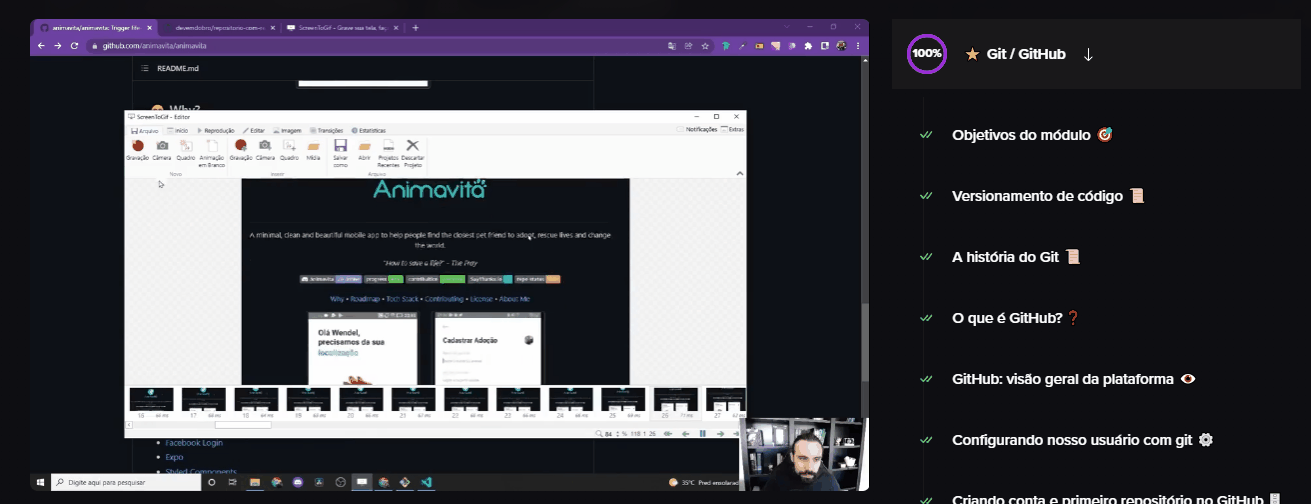 animavita/animavita: Trigger Me
devemdobro/repositorio-com-r
ScreenToGif - Grave sua tela, faç
github.com/animavita/animavita
README.md
Why?
ScreenToGif - Editor
Arquivo
Início
Reprodução
Editar
Imagem
Transições
Estatísticas
Notificações
Extras
Gravação
Câmera
Quadro
Animação em Branco
Gravação
Câmera
Quadro
Mídia
Salvar como
Abrir
Projetos Recentes
Descartar Projeto
Novo
Inserir
Arquivo
Animavita
A minimal, clean and beautiful mobile app to help people find the closest pet friend to adopt, rescue lives and change
the world.
"How to save a life?" - The Fray
Why • Roadmap • Tech Stack • Contributing • License • About Me
Olá Wendel,
precisamos da sua
localização
Cadastrar Adoção
Facebook Login
Expo
Styled Components
Digite aqui para pesquisar
35°C Pred ensolarado
100%
Git / GitHub
Objetivos do módulo
Versionamento de código
A história do Git
O que é GitHub?
GitHub: visão geral da plataforma
Configurando nosso usuário com git
Criando conta e primeiro repositório no GitHub